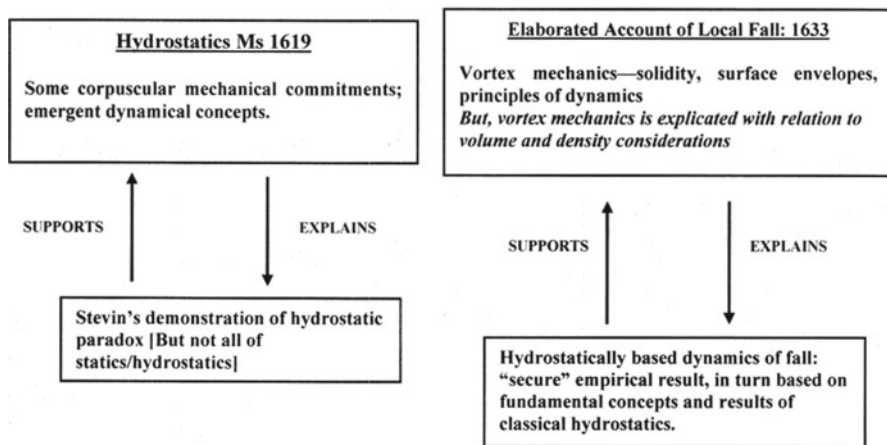 Hydrostatics Ms 1619
Some corpuscular mechanical commitments;
emergent dynamical concepts.
SUPPORTS
EXPLAINS
Stevin's demonstration of hydrostatic
paradox [But not all of
statics/hydrostatics]
Elaborated Account of Local Fall: 1633
Vortex mechanics—solidity, surface envelopes,
principles of dynamics
But, vortex mechanics is explicated with relation to
volume and density considerations
SUPPORTS
EXPLAINS
Hydrostatically based dynamics of fall:
“secure” empirical result, in turn based on
fundamental concepts and results of
classical hydrostatics.